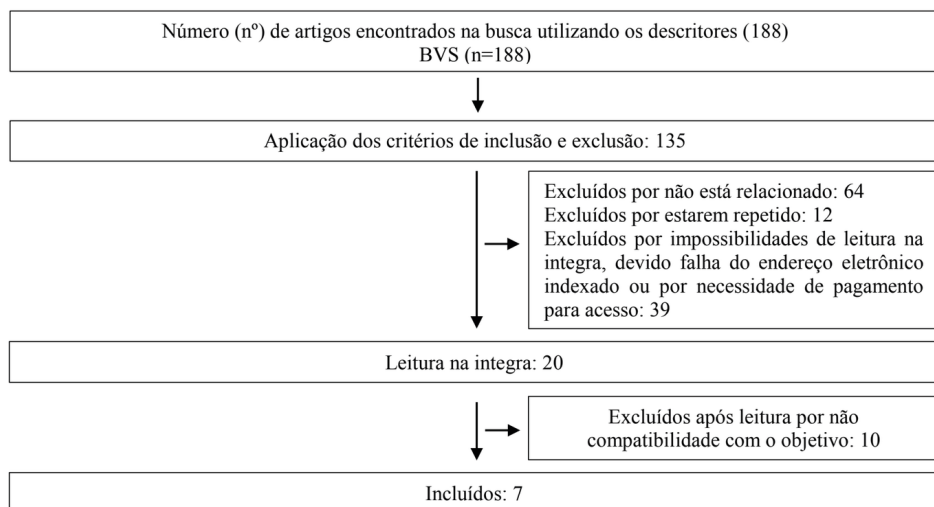 Número (nº) de artigos encontrados na busca utilizando os descritores (188)
BVS (n=188)
Aplicação dos critérios de inclusão e exclusão: 135
Excluídos por não está relacionado: 64
Excluídos por estarem repetido: 12
Excluídos por impossibilidades de leitura na
integra, devido falha do endereço eletrônico
indexado ou por necessidade de pagamento
para acesso: 39
Leitura na integra: 20
Excluídos após leitura por não
compatibilidade com o objetivo: 10
Incluídos: 7